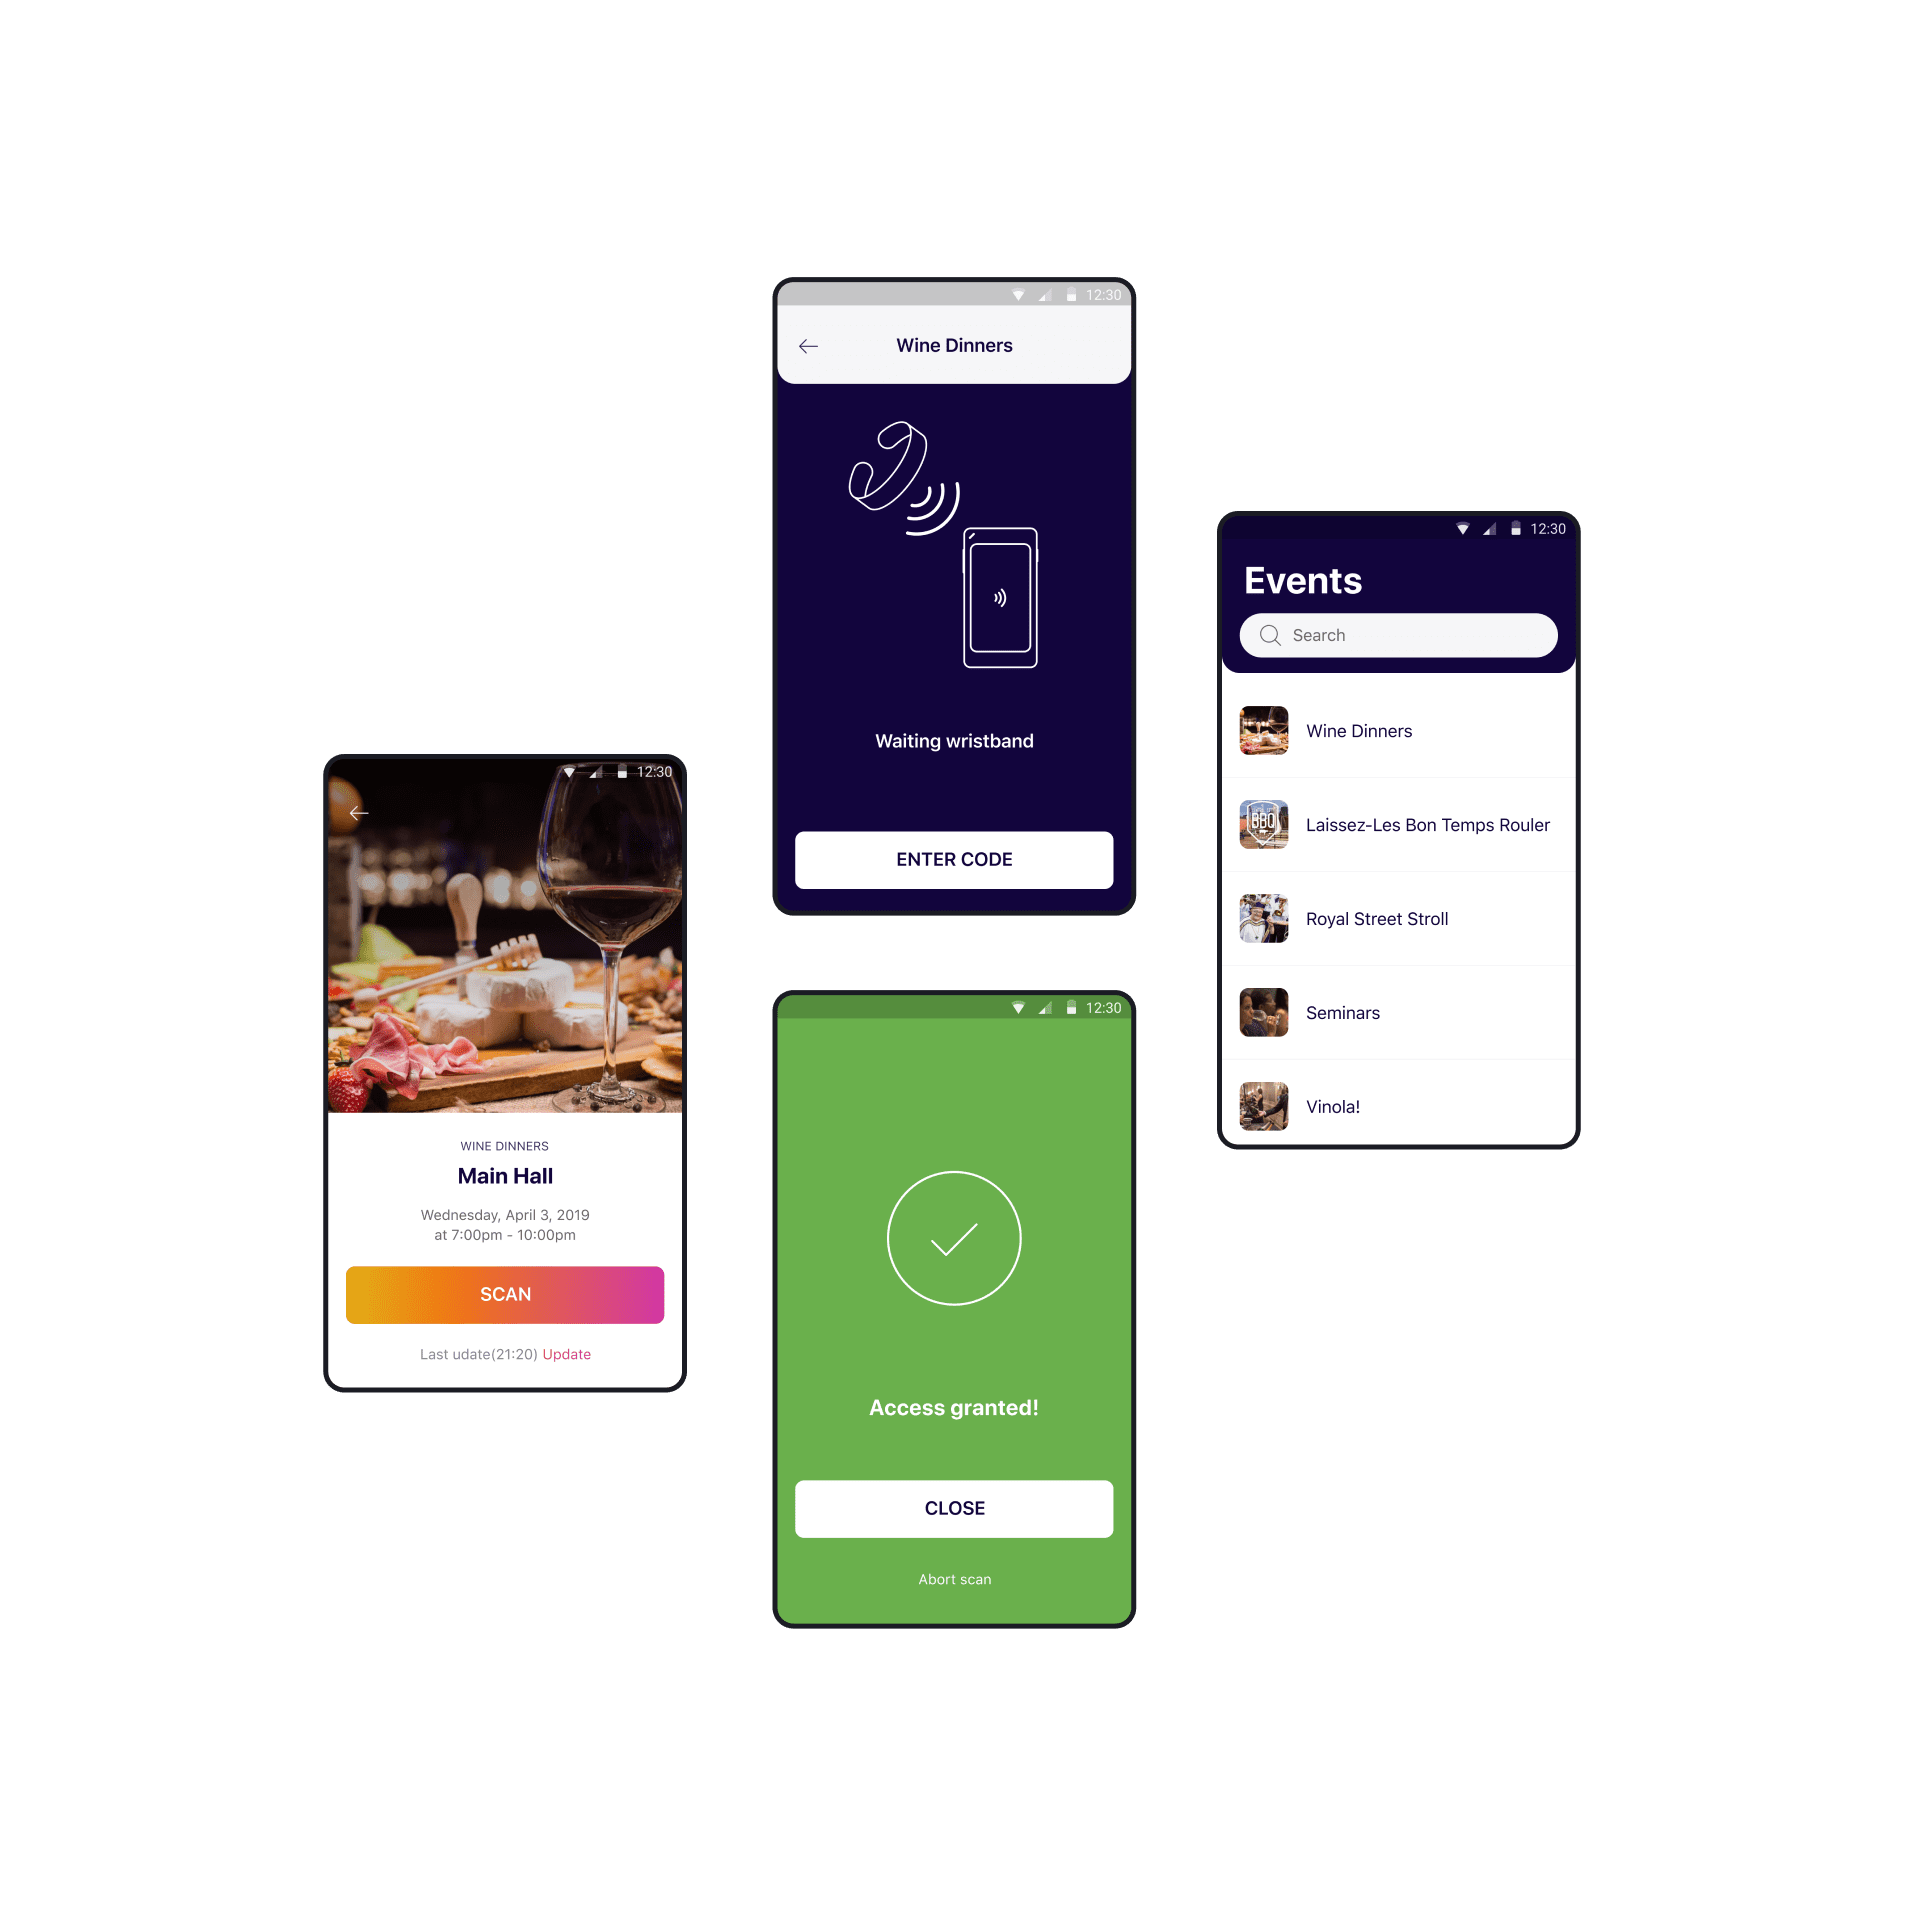 12:30
WINE DINNERS
Main Hall
Wednesday, April 3, 2019
at 7:00pm - 10:00pm
SCAN
Last udate(21:20) Update
12:30
Wine Dinners
Waiting wristband
ENTER CODE
12:30
Access granted!
CLOSE
Abort scan
12:30
Events
Search
Wine Dinners
BBQ
Laissez-Les Bon Temps Rouler
Royal Street Stroll
Seminars
Vinola!